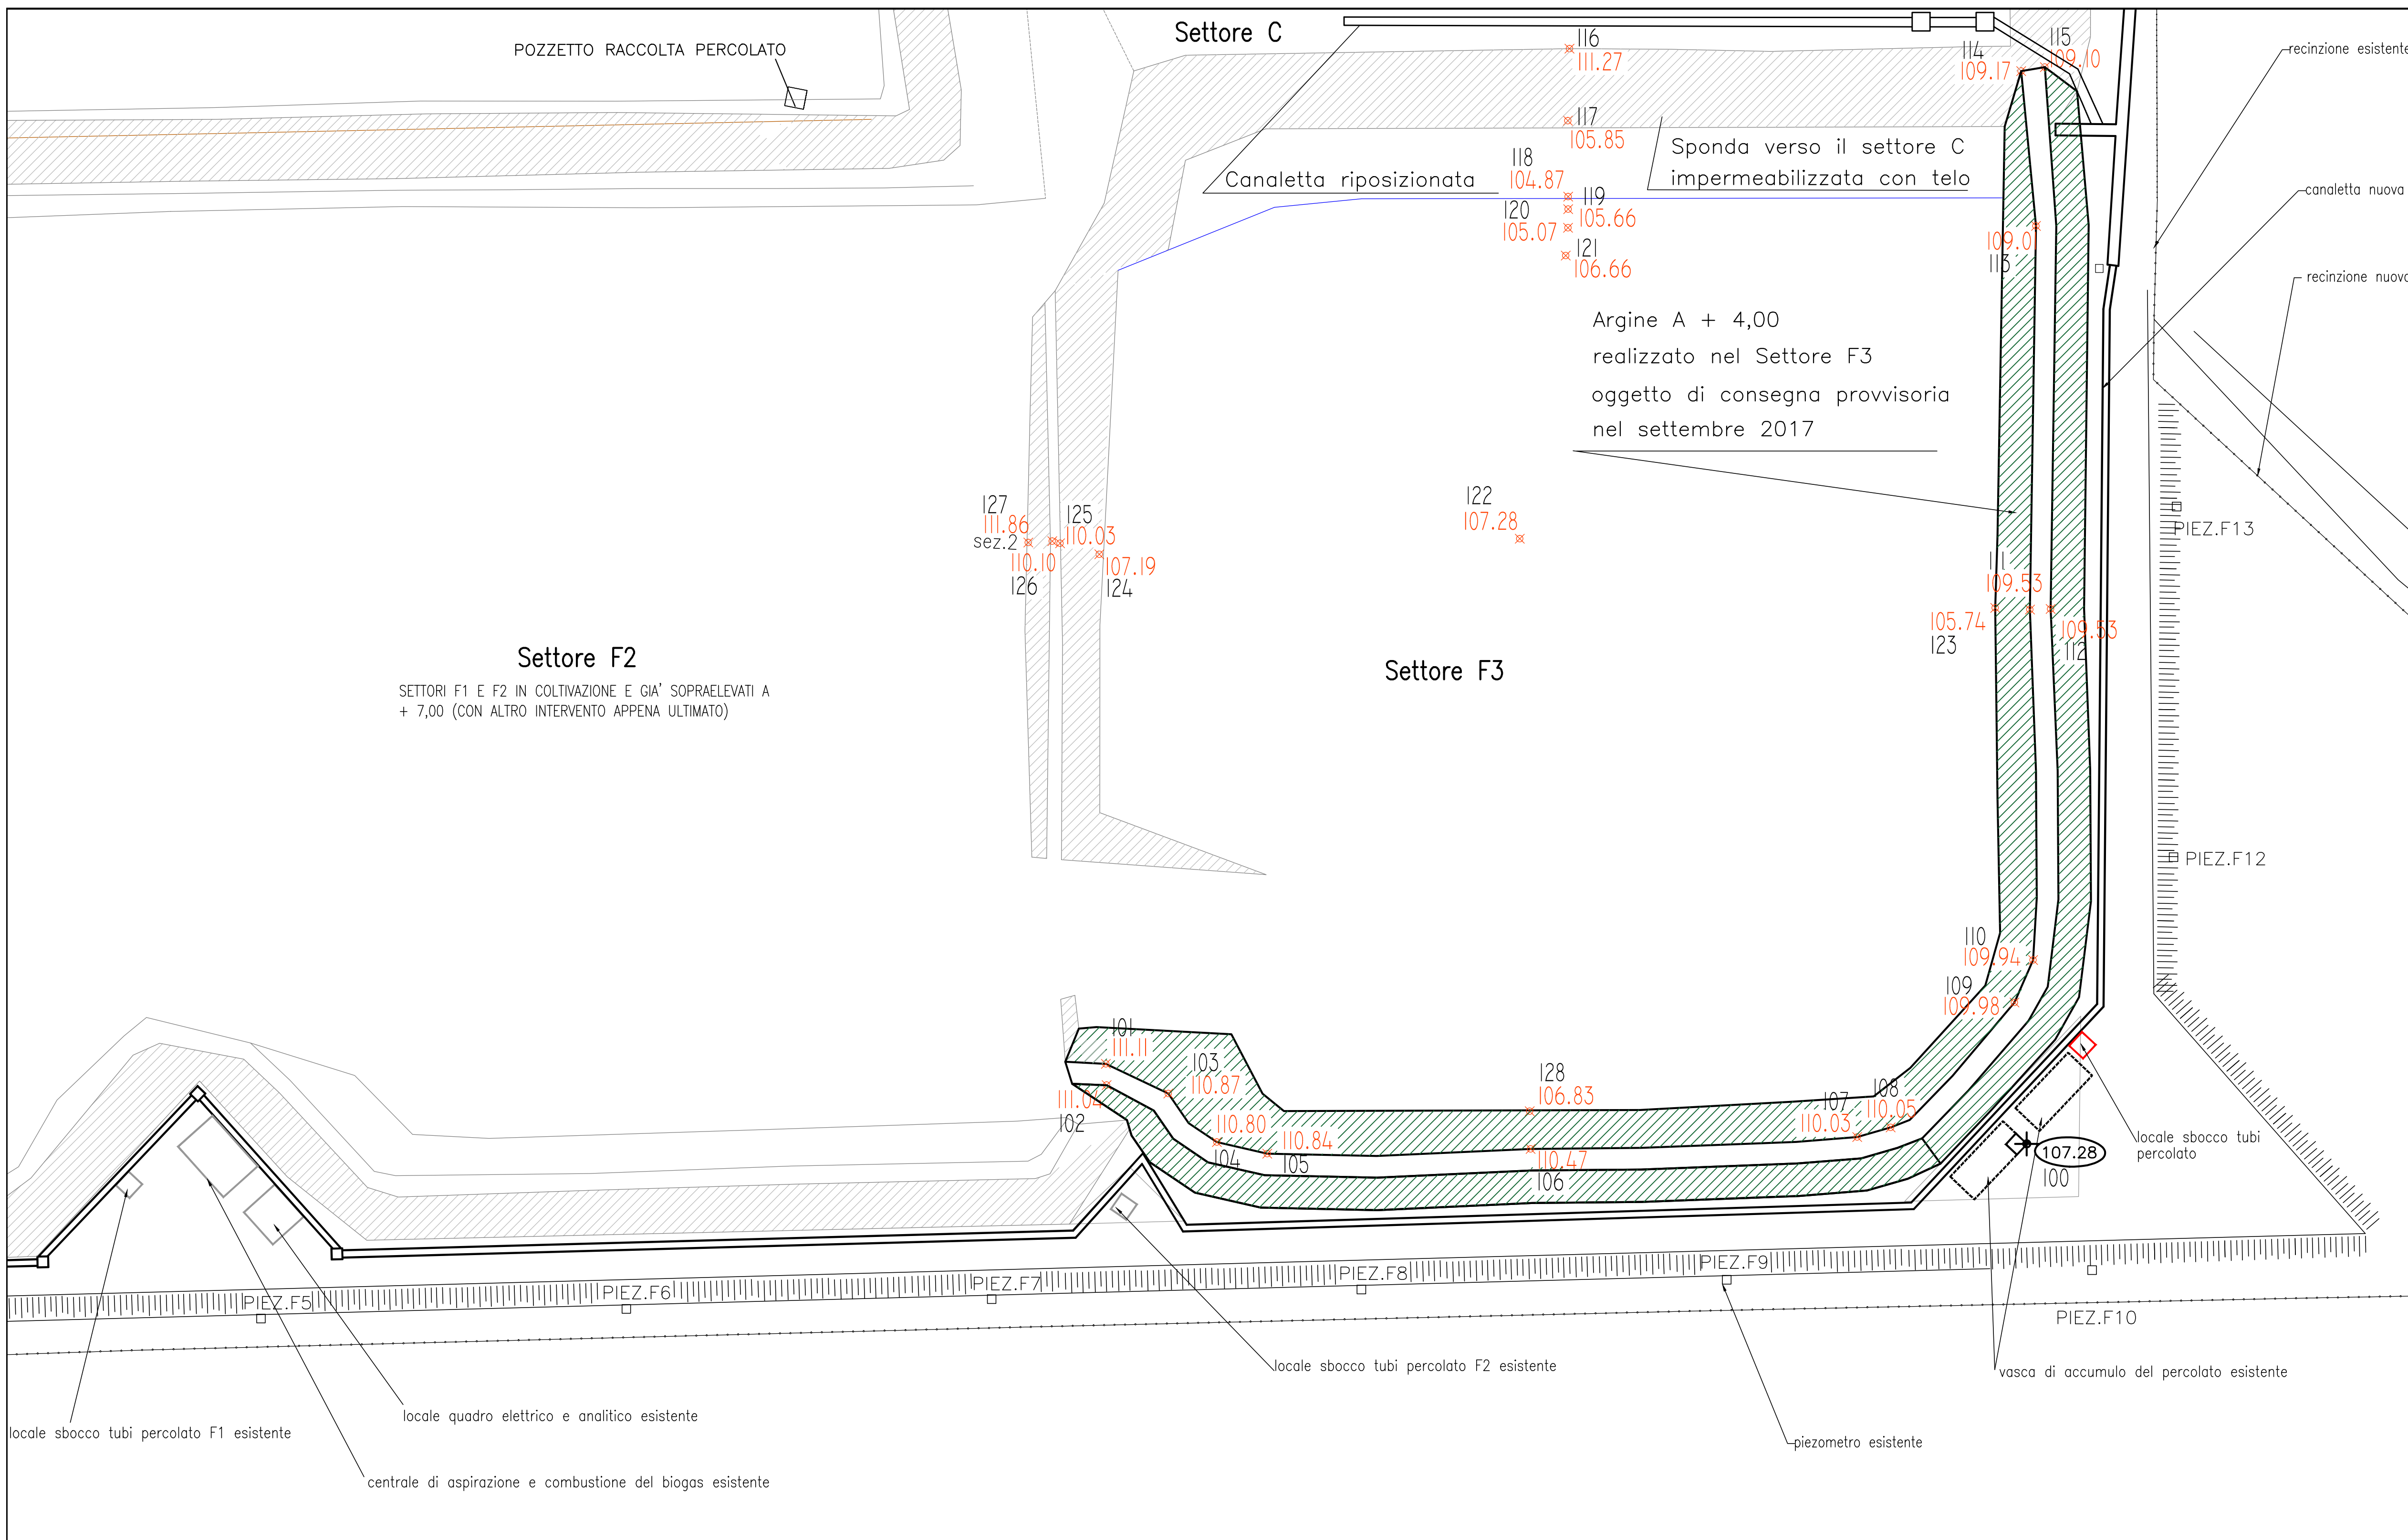 Settore C
POZZETTO RACCOLTA PERCOLATO
116
111.27
114
109.17
115
109.10
recinzione esistente
117
105.85
Sponda verso il settore C
impermeabilizzata con telo
118
104.87
Canaletta riposizionata
119
105.66
120
105.07
121
106.66
109.0
113
canaletta nuova
recinzione nuova
Argine A + 4,00
realizzato nel Settore F3
oggetto di consegna provvisoria
nel settembre 2017
127
111.86
sez.2
110.10
126
125
110.03
107.19
124
122
107.28
PIEZ.F13
111
109.53
105.74
123
109.53
112
Settore F2
SETTORI F1 E F2 IN COLTIVAZIONE E GIA' SOPRAELEVATI A
+ 7,00 (CON ALTRO INTERVENTO APPENA ULTIMATO)
Settore F3
PIEZ.F12
110
109.94
109
109.98
101
111.11
103
110.87
111.04
102
110.80
104
110.84
105
128
106.83
110.47
106
107
110.03
108
110.05
107.28
100
locale sbocco tubi
percolato
PIEZ.F5
PIEZ.F6
PIEZ.F7
PIEZ.F8
PIEZ.F9
PIEZ.F10
locale sbocco tubi percolato F2 esistente
vasca di accumulo del percolato esistente
locale quadro elettrico e analitico esistente
locale sbocco tubi percolato F1 esistente
piezometro esistente
centrale di aspirazione e combustione del biogas esistente